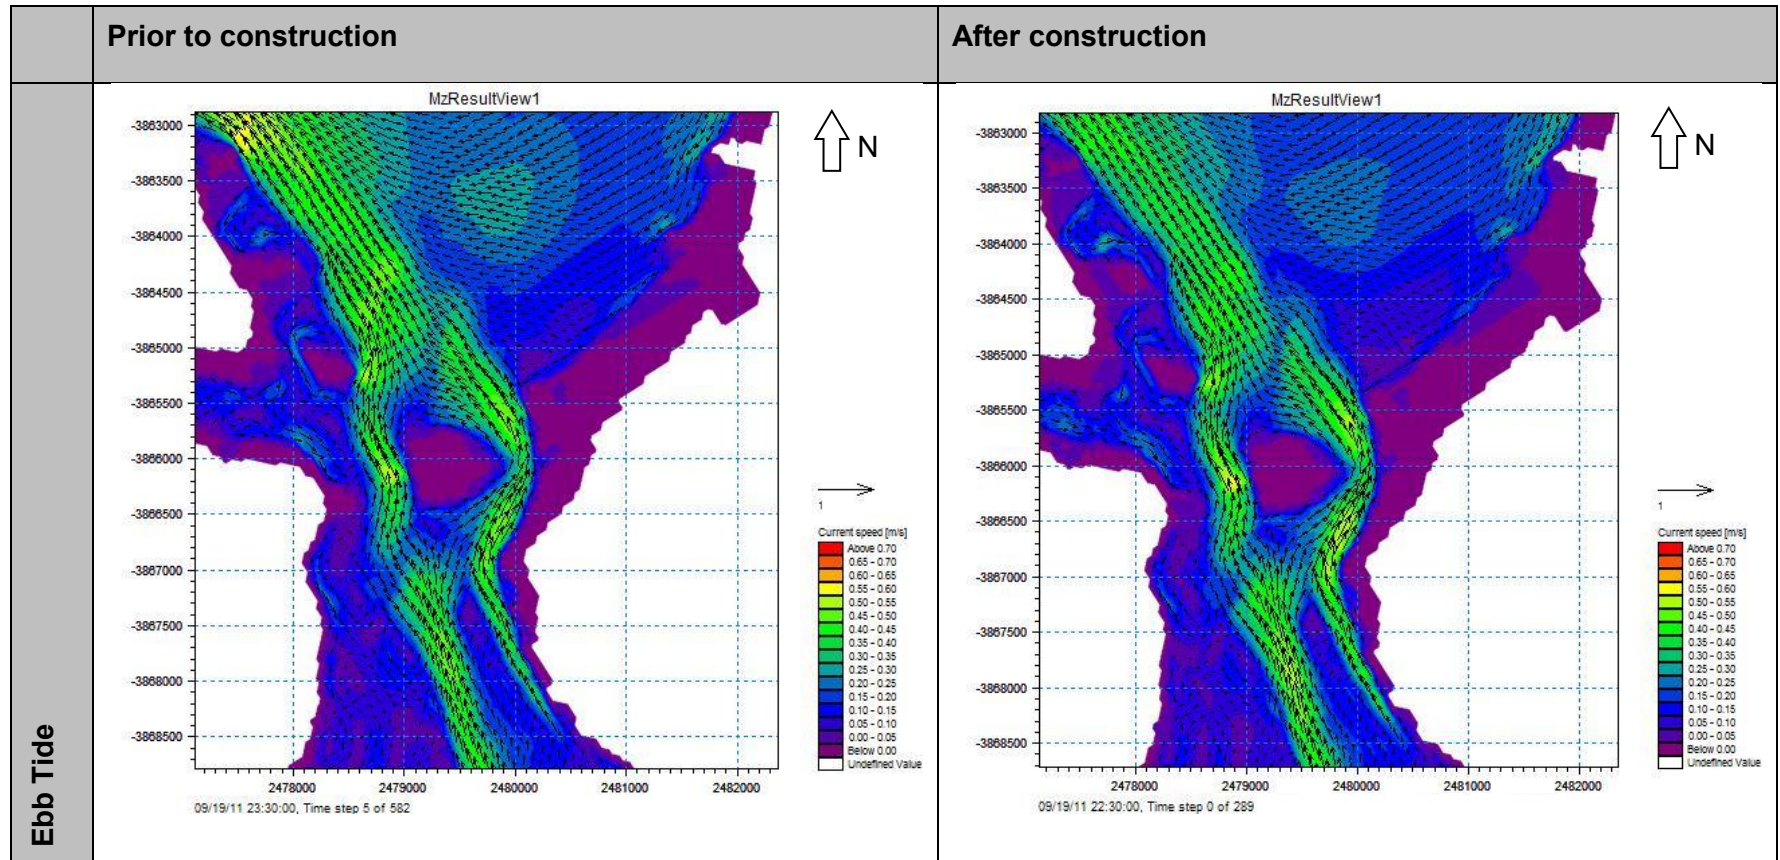 Prior to construction
After construction
Ebb Tide
MzResultView1
-3863000
-3863500
-3864000
-3864500
-3865000
-3865500
-3866000
-3866500
-3867000
-3867500
-3868000
-3868500
2478000 2479000 2480000 2481000 2482000
09/19/11 23:30:00, Time step 5 of 582
N
1
Current speed [m/s]
Above 0.70
0.65 - 0.70
0.60 - 0.65
0.55 - 0.60
0.50 - 0.55
0.45 - 0.50
0.40 - 0.45
0.35 - 0.40
0.30 - 0.35
0.25 - 0.30
0.20 - 0.25
0.15 - 0.20
0.10 - 0.15
0.05 - 0.10
0.00 - 0.05
Below 0.00
Undefined Value
MzResultView1
-3863000
-3863500
-3864000
-3864500
-3865000
-3865500
-3866000
-3866500
-3867000
-3867500
-3868000
-3868500
2478000 2479000 2480000 2481000 2482000
09/19/11 22:30:00, Time step 0 of 289
N
1
Current speed [m/s]
Above 0.70
0.65 - 0.70
0.60 - 0.65
0.55 - 0.60
0.50 - 0.55
0.45 - 0.50
0.40 - 0.45
0.35 - 0.40
0.30 - 0.35
0.25 - 0.30
0.20 - 0.25
0.15 - 0.20
0.10 - 0.15
0.05 - 0.10
0.00 - 0.05
Below 0.00
Undefined Value